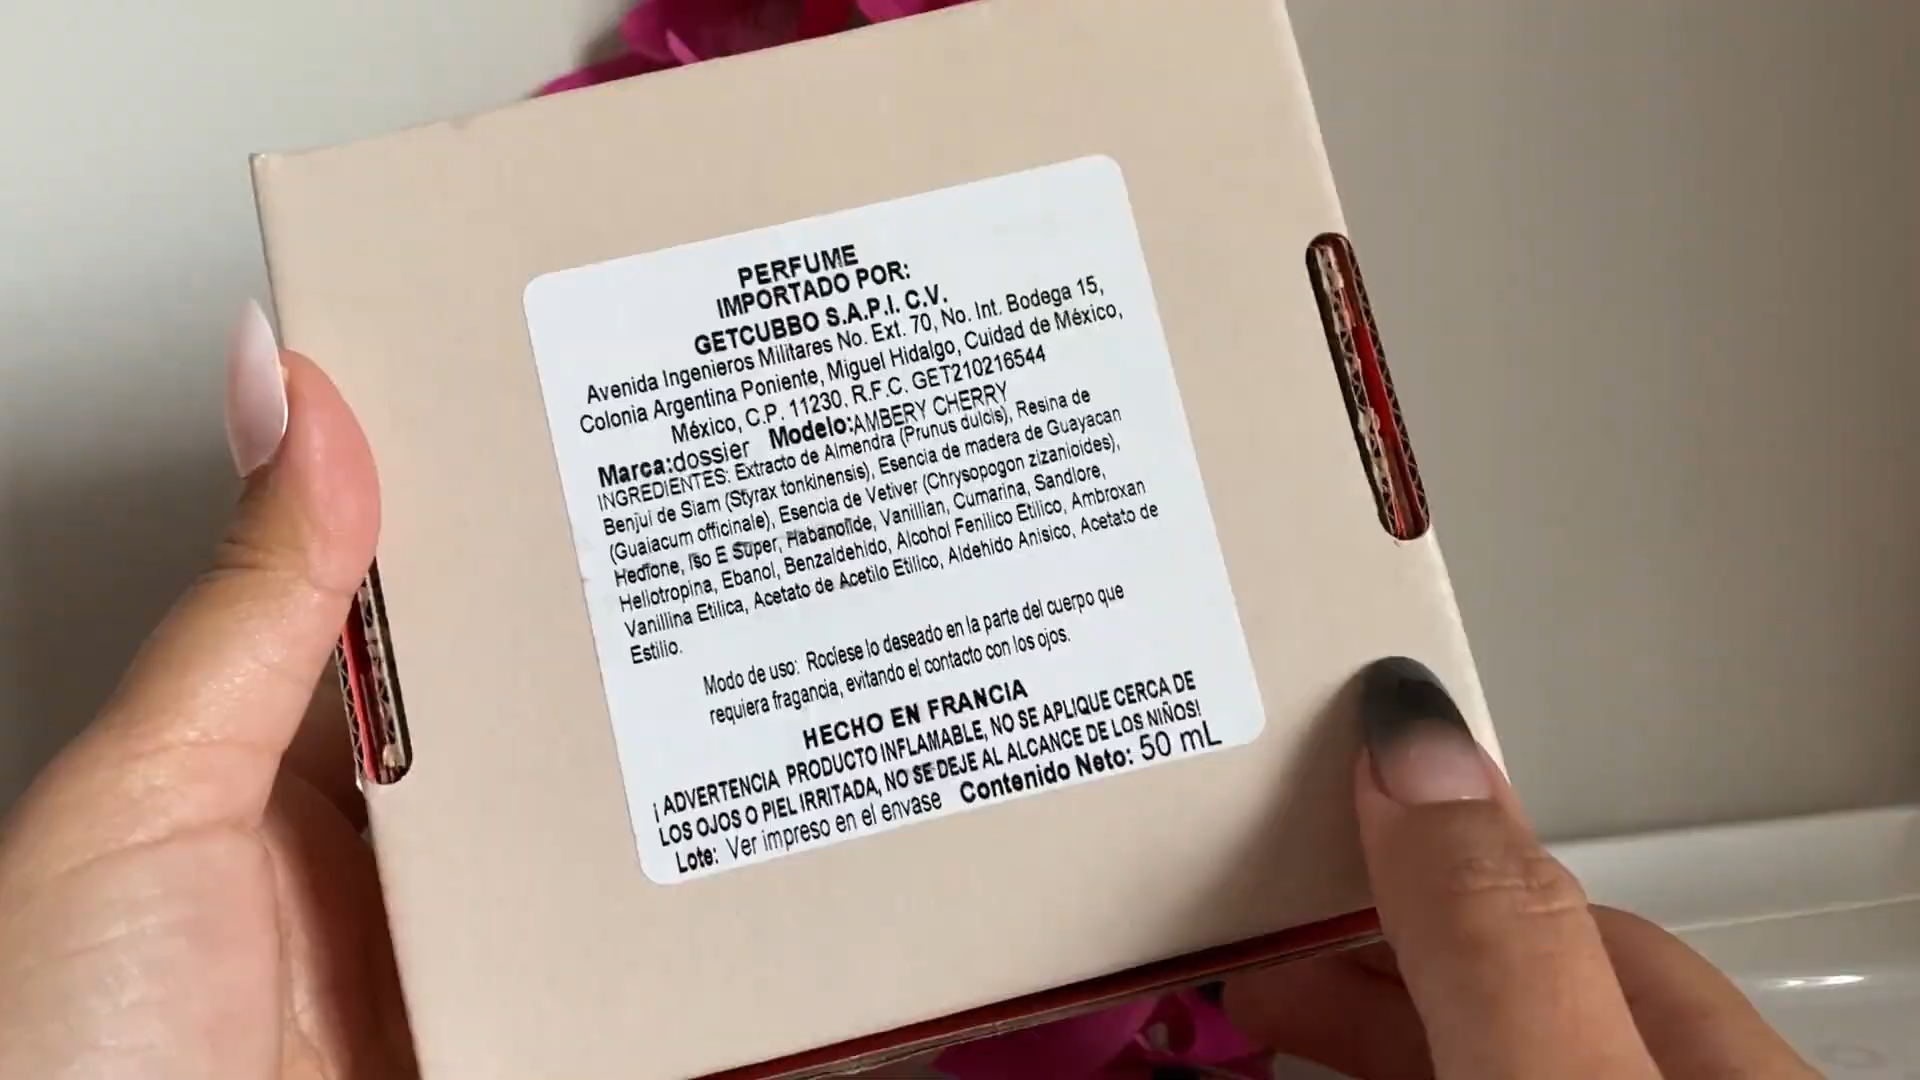 PERFUME
IMPORTADO POR:
GETCUBBO S.A.P.I. C.V.
Avenida Ingenieros Militares No. Ext. 70, No. Int. Bodega 15,
Colonia Argentina Poniente, Miguel Hidalgo, Cuidad de México,
México, C.P. 11230. R.F.C. GET210216544
Marca:dossier Modelo:AMBERY CHERRY
INGREDIENTES: Extracto de Almendra (Prunus dulcis), Resina de
Benjui de Siam (Styrax tonkinensis), Esencia de madera de Guayacan
(Guaiacum officinale), Esencia de Vetiver (Chrysopogon zizanioides),
Hedione, Iso E Super, Habanolide, Vanillian, Cumarina, Sandlore,
Heliotropina, Ebanol, Benzaldehido, Alcohol Fenilico Etilico, Ambroxan
Vanillina Etilica, Acetato de Acetilo Etilico, Aldehido Anisico, Acetato de
Estilio.
Modo de uso: Rocíese lo deseado en la parte del cuerpo que
requiera fragancia, evitando el contacto con los ojos.
HECHO EN FRANCIA
¡ ADVERTENCIA PRODUCTO INFLAMABLE, NO SE APLIQUE CERCA DE
LOS OJOS O PIEL IRRITADA, NO SE DEJE AL ALCANCE DE LOS NIÑOS!
Lote: Ver impreso en el envase Contenido Neto: 50 mL